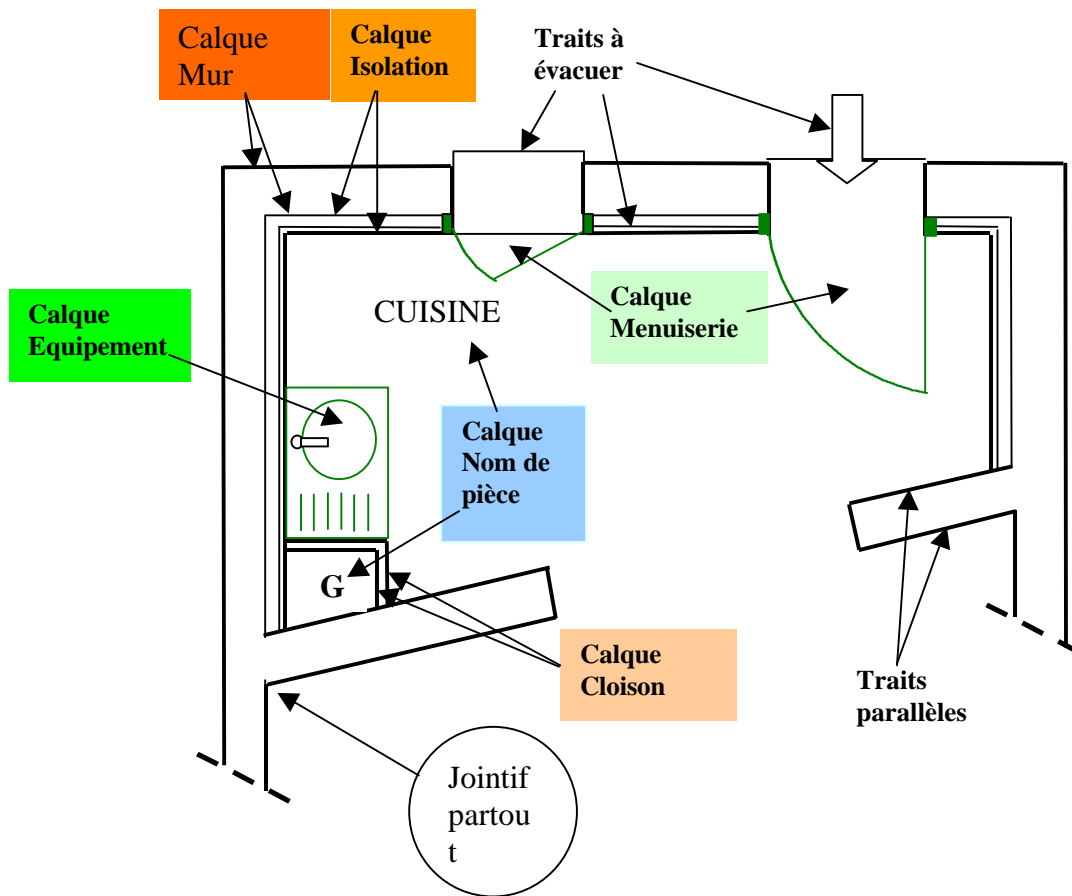 Calque
Mur
Calque
Isolation
Traits à
évacuer
Calque
Equipement
CUISINE
Calque
Menuiserie
Calque
Nom de
pièce
G
Calque
Cloison
Traits
parallèles
Jointif
partou
t